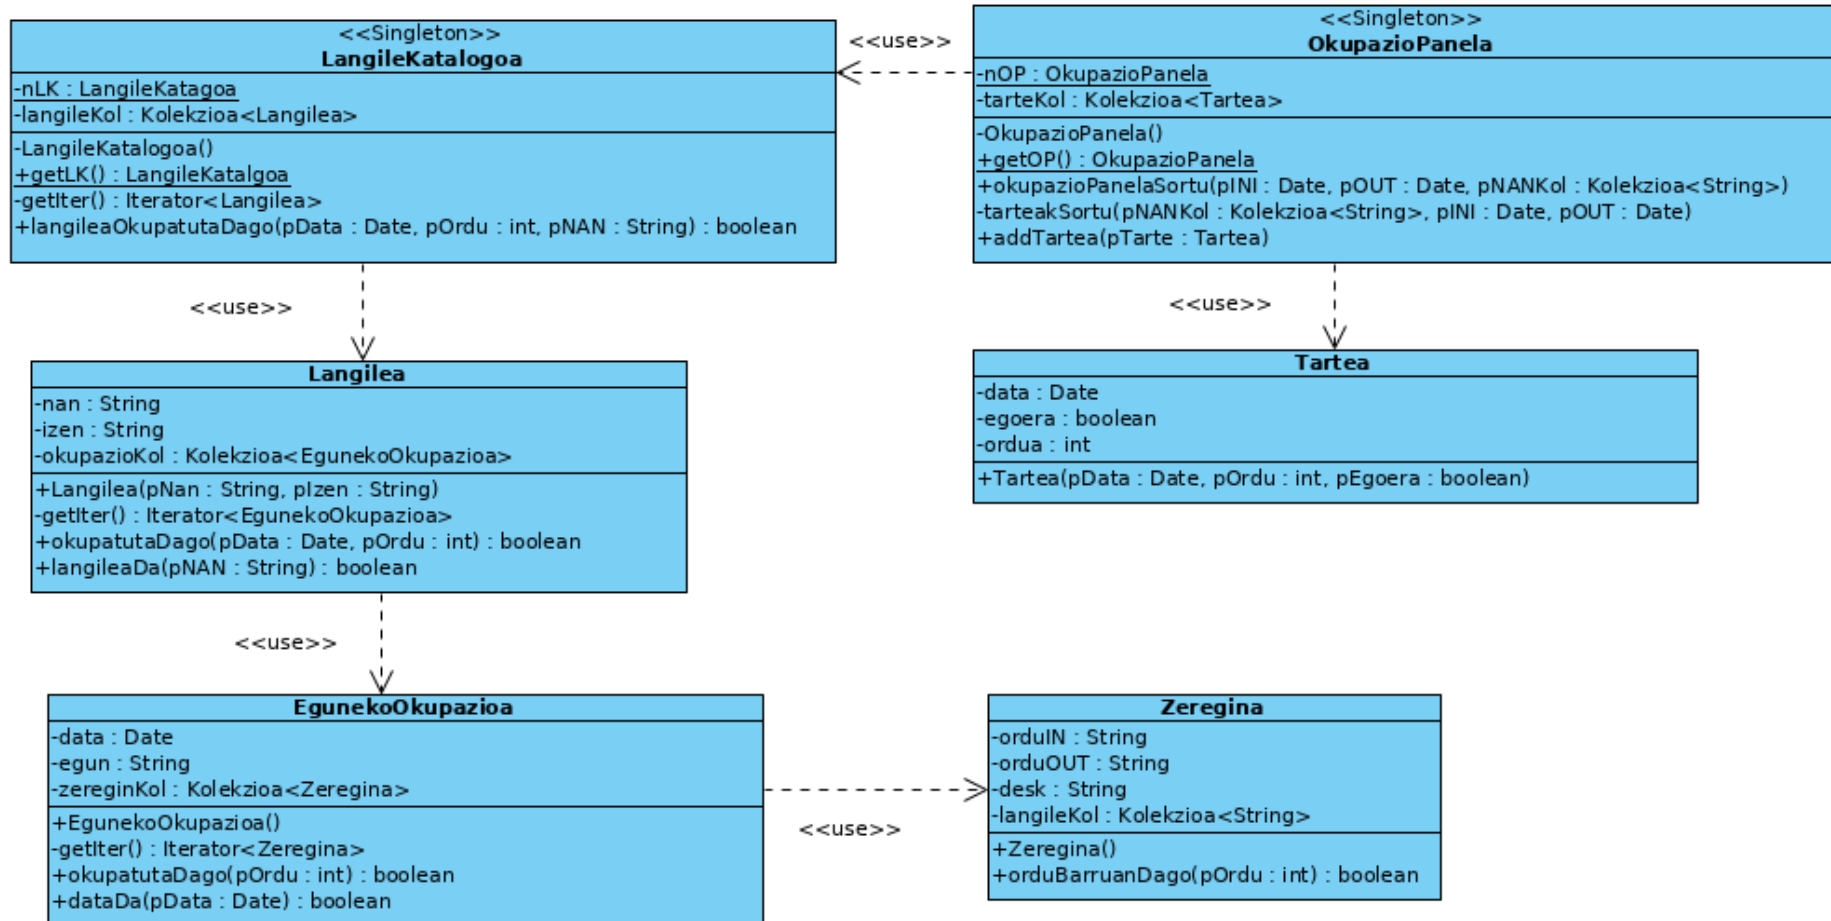 <<Singleton>>
LangileKatalogoa
-nLK : LangileKatagoa
-langileKol : Kolekzioa<Langilea>
-LangileKatalogoa()
+getLK() : LangileKatalgoa
-getIter() : Iterator<Langilea>
+langileaOkupatutaDago(pData : Date, pOrdu : int, pNAN : String) : boolean
<<use>>
<<Singleton>>
OkupazioPanela
-nOP : OkupazioPanela
-tarteKol : Kolekzioa<Tartea>
-OkupazioPanela()
+getOP() : OkupazioPanela
+okupazioPanelaSortu(pINI : Date, pOUT : Date, pNANKol : Kolekzioa<String>)
-tarteakSortu(pNANKol : Kolekzioa<String>, pINI : Date, pOUT : Date)
+addTartea(pTarte : Tartea)
<<use>>
<<use>>
Langilea
-nan : String
-izen : String
-okupazioKol : Kolekzioa<EgunekoOkupazioa>
+Langilea(pNan : String, pIzen : String)
-getIter() : Iterator<EgunekoOkupazioa>
+okupatutaDago(pData : Date, pOrdu : int) : boolean
+langileaDa(pNAN : String) : boolean
Tartea
-data : Date
-egoera : boolean
-ordua : int
+Tartea(pData : Date, pOrdu : int, pEgoera : boolean)
<<use>>
EgunekoOkupazioa
-data : Date
-egun : String
-zereginKol : Kolekzioa<Zeregina>
+EgunekoOkupazioa()
-getIter() : Iterator<Zeregina>
+okupatutaDago(pOrdu : int) : boolean
+dataDa(pData : Date) : boolean
<<use>>
Zeregina
-orduIN : String
-orduOUT : String
-desk : String
-langileKol : Kolekzioa<String>
+Zeregina()
+orduBarruanDago(pOrdu : int) : boolean